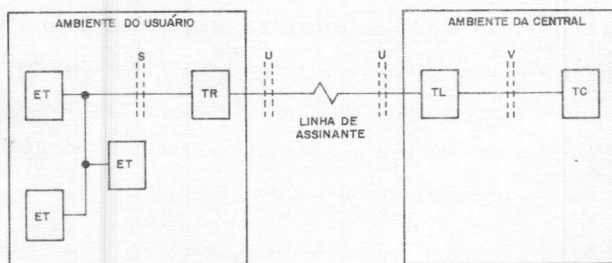 AMBIENTE DO USUÁRIO
AMBIENTE DA CENTRAL
S
U
U
V
ET
TR
TL
TC
LINHA DE
ASSINANTE
ET
ET